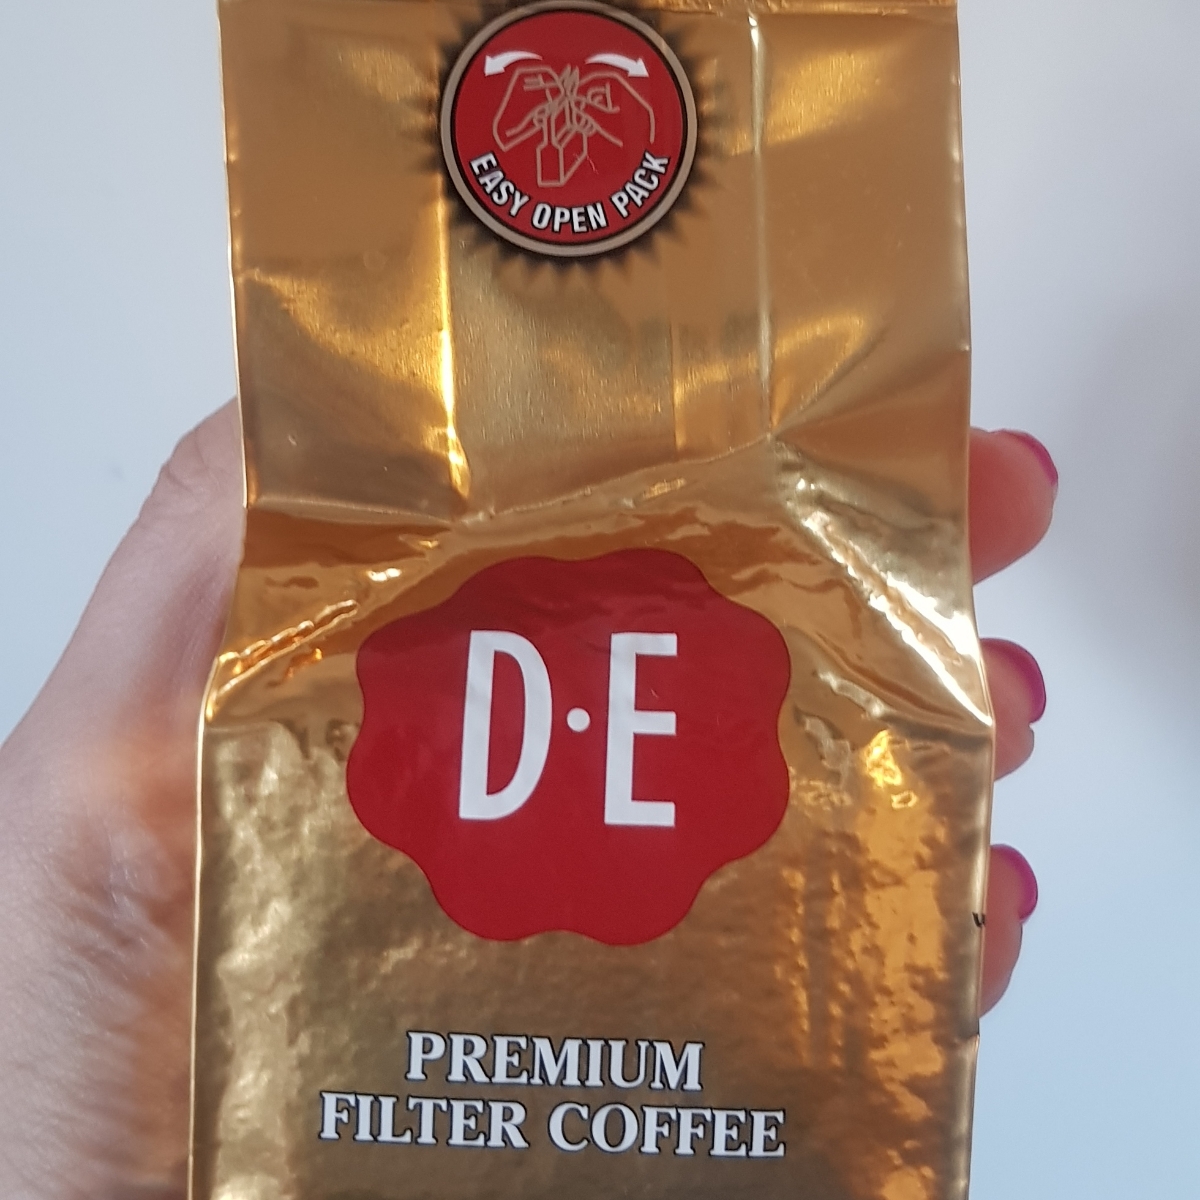 EASY OPEN PACK
D·E
PREMIUM
FILTER COFFEE